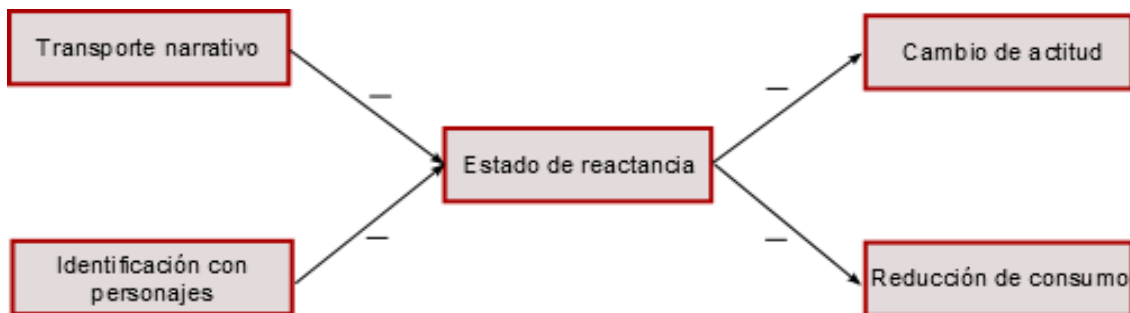 Transporte narrativo
Cambio de actitud
—
—
Estado de reactancia
—
—
Identificación con
personajes
Reducción de consumo